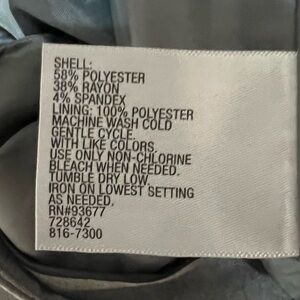 SHELL:
58% POLYESTER
38% RAYON
4% SPANDEX
LINING: 100% POLYESTER
MACHINE WASH COLD
GENTLE CYCLE.
WITH LIKE COLORS.
USE ONLY NON-CHLORINE
BLEACH WHEN NEEDED.
TUMBLE DRY LOW.
IRON ON LOWEST SETTING
AS NEEDED.
RN#93677
728642
816-7300